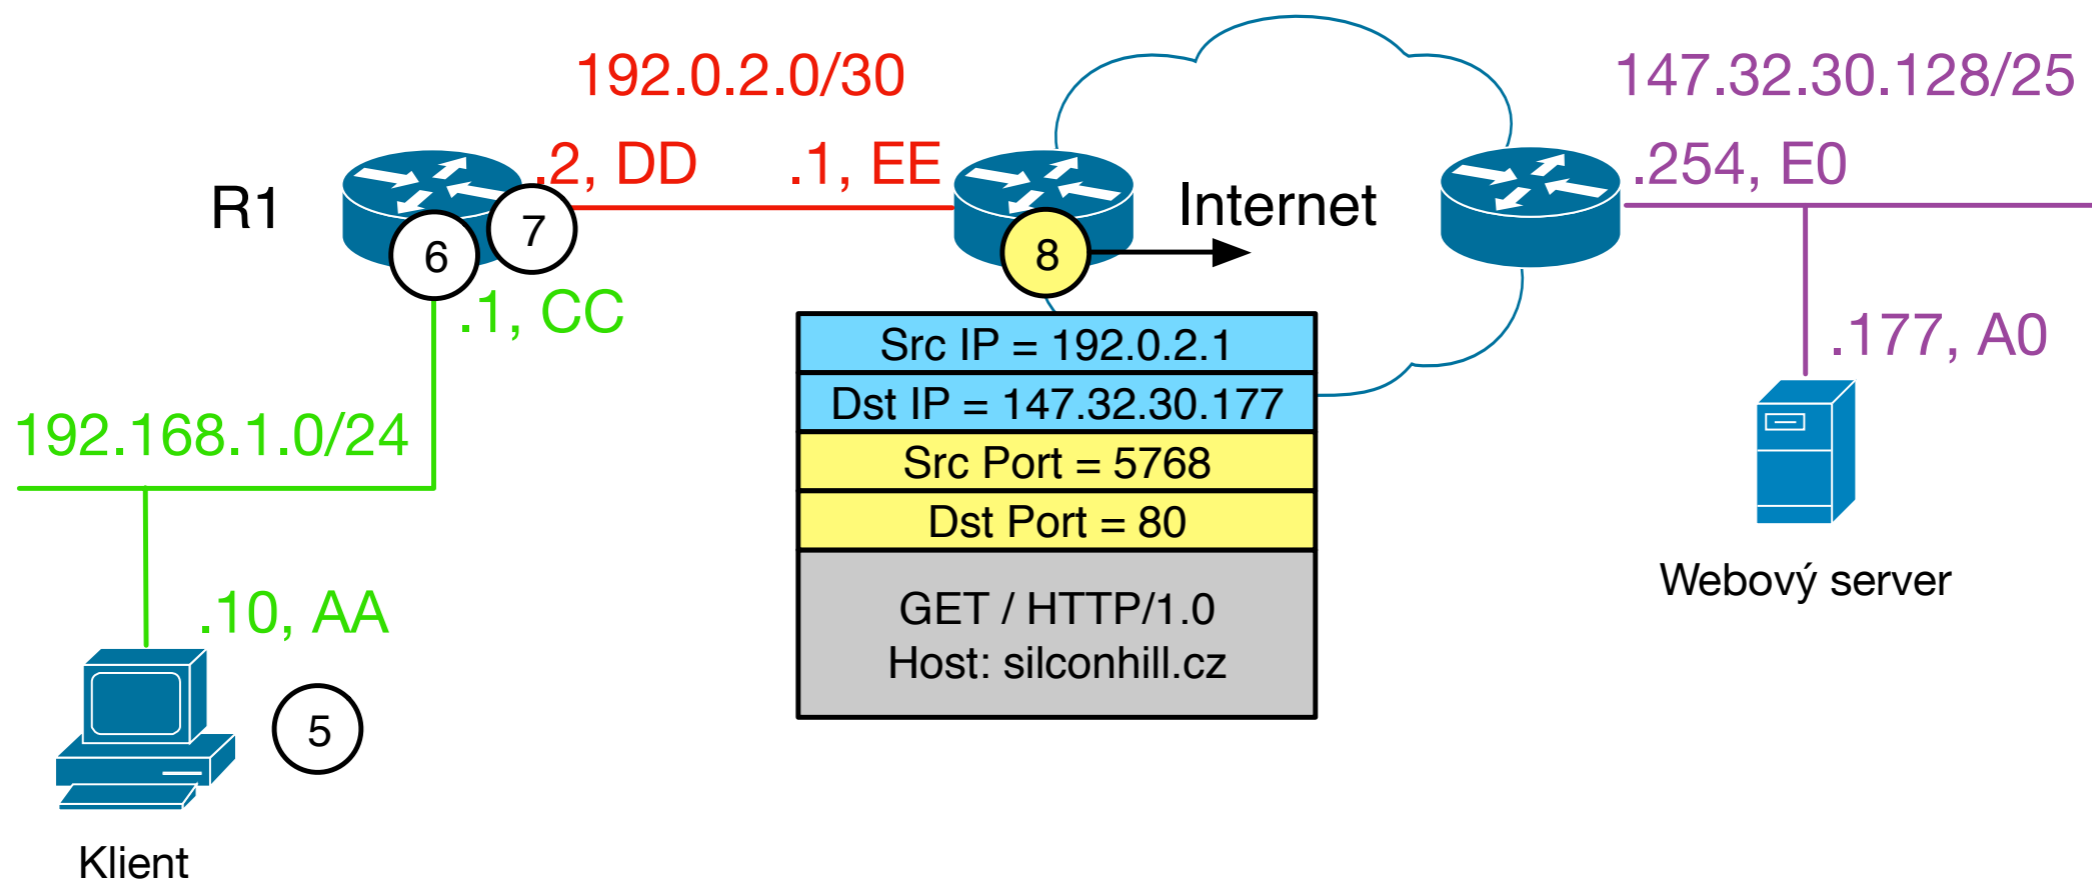 192.0.2.0/30
147.32.30.128/25
R1
.2, DD
.1, EE
Internet
.254, E0
6
7
8
.1, CC
.177, A0
192.168.1.0/24
Src IP = 192.0.2.1
Dst IP = 147.32.30.177
Src Port = 5768
Dst Port = 80
GET / HTTP/1.0
Host: silconhill.cz
Webový server
.10, AA
5
Klient